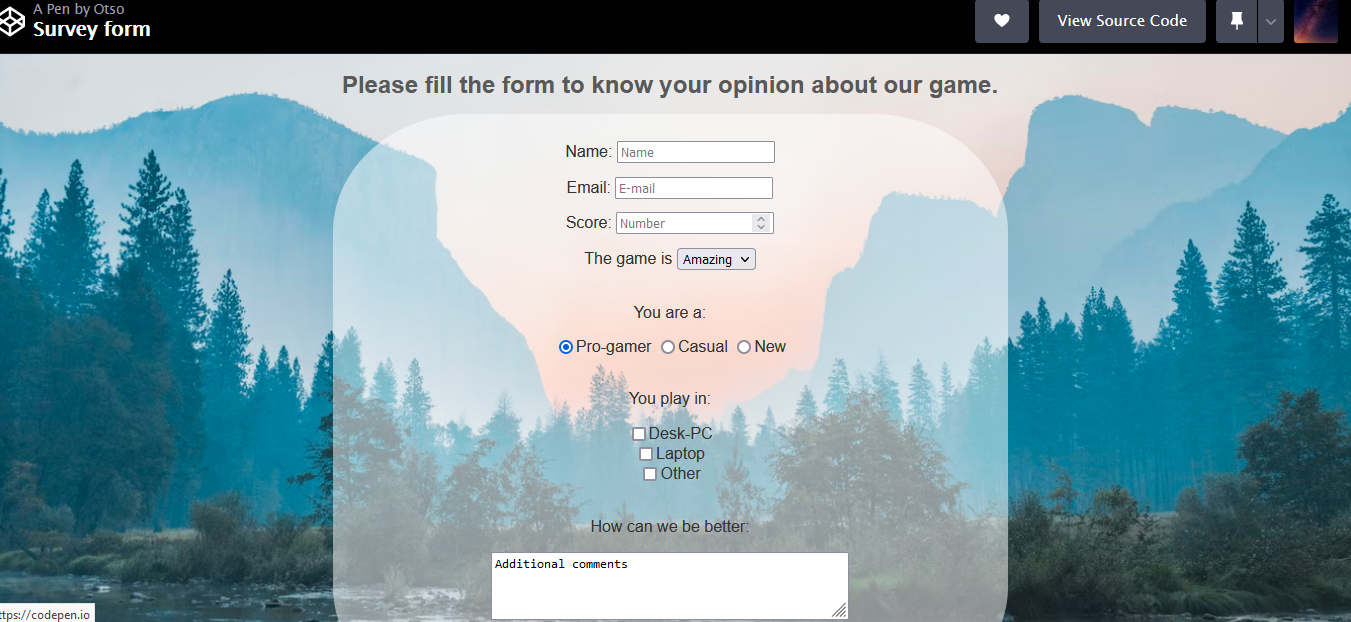 A Pen by Otso
Survey form
View Source Code
Please fill the form to know your opinion about our game.
Name: Name
Email: E-mail
Score: Number
The game is Amazing
You are a:
Pro-gamer Casual New
You play in:
Desk-PC
Laptop
Other
How can we be better:
Additional comments
ttps://codepen.io